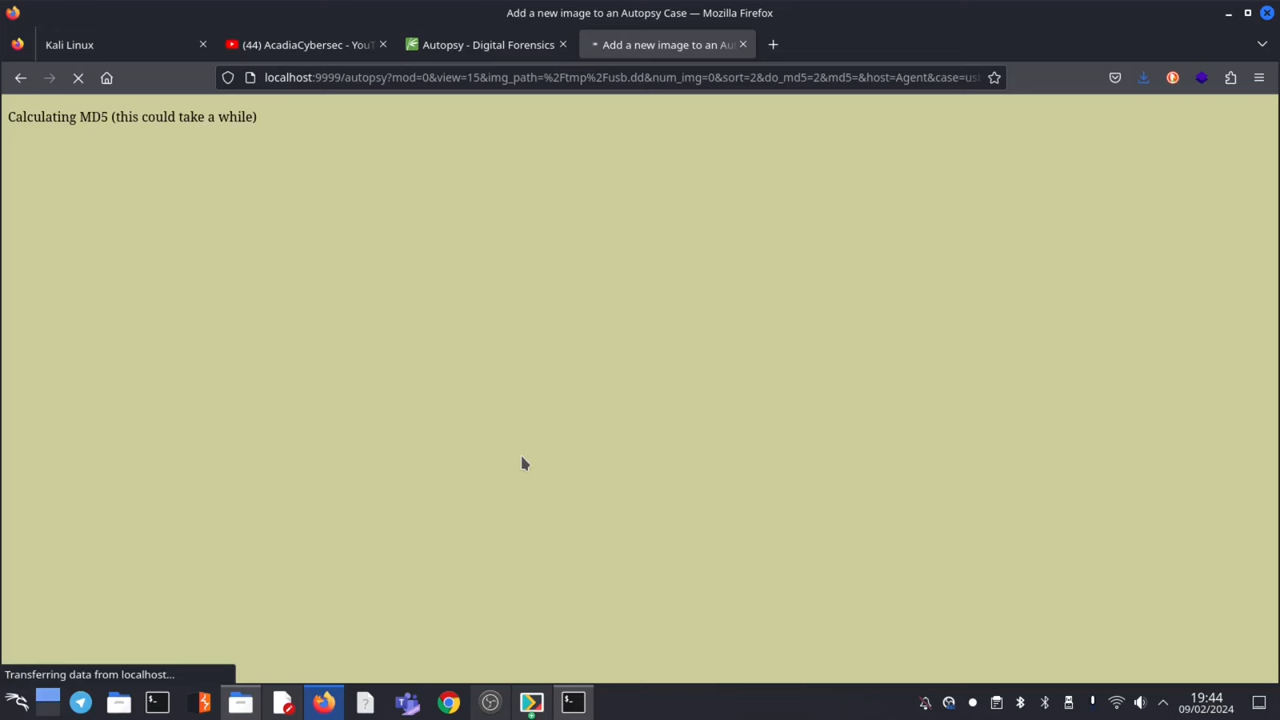 Add a new image to an Autopsy Case — Mozilla Firefox
Kali Linux
(44) AcadiaCybersec - YouT
Autopsy - Digital Forensics
Add a new image to an Aut
localhost:9999/autopsy?mod=0&view=15&img_path=%2Ftmp%2Fusb.dd&num_img=0&sort=2&do_md5=2&md5=&host=Agent&case=us
Calculating MD5 (this could take a while)
Transferring data from localhost...
19:44
09/02/2024